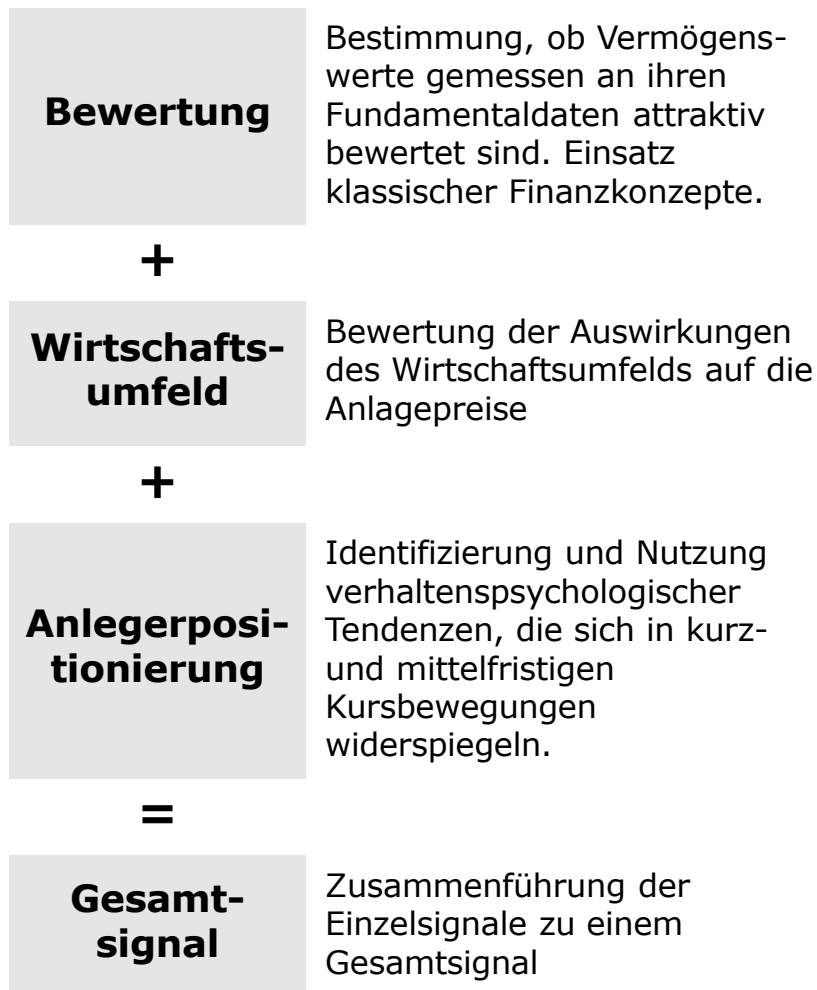 Bewertung
Bestimmung, ob Vermögens-
werte gemessen an ihren
Fundamentaldaten attraktiv
bewertet sind. Einsatz
klassischer Finanzkonzepte.
+
Wirtschafts-
umfeld
Bewertung der Auswirkungen
des Wirtschaftsumfelds auf die
Anlagepreise
+
Anlegerposi-
tionierung
Identifizierung und Nutzung
verhaltenspsychologischer
Tendenzen, die sich in kurz-
und mittelfristigen
Kursbewegungen
widerspiegeln.
=
Gesamt-
signal
Zusammenführung der
Einzelsignale zu einem
Gesamtsignal